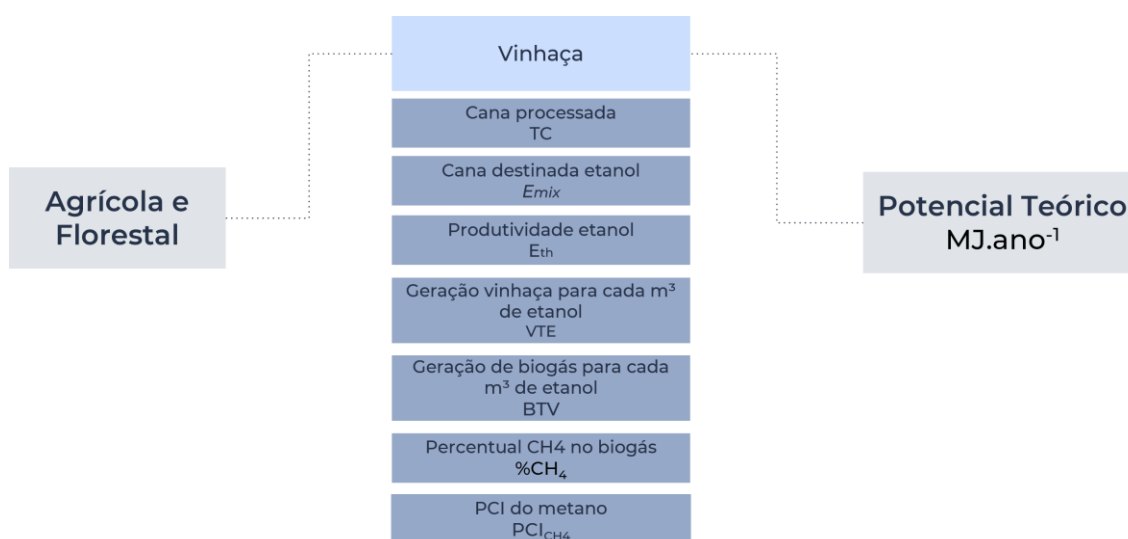 Vinhaça
Cana processada
TC
Cana destinada etanol
Emix
Produtividade etanol
Eth
Geração vinhaça para cada m³
de etanol
VTE
Geração de biogás para cada
m³ de etanol
BTV
Percentual CH4 no biogás
%CH₄
PCI do metano
PCI_CH4
Agrícola e
Florestal
Potencial Teórico
MJ.ano⁻¹